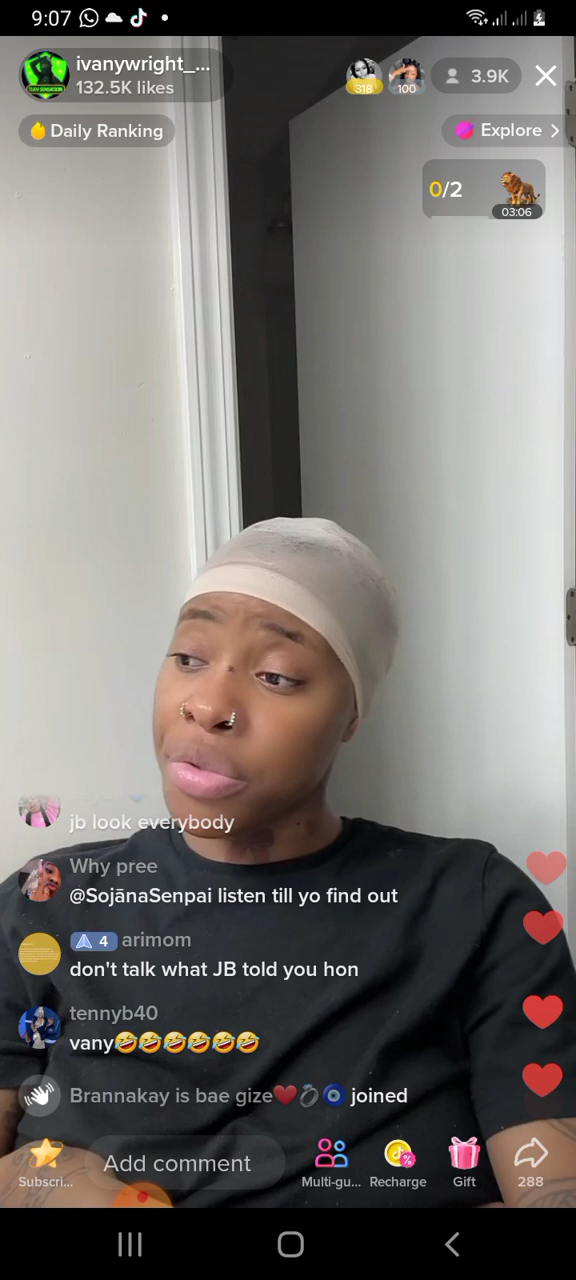 9:07
ivanywright_...
132.5K likes
318
100
3.9K
Daily Ranking
Explore
0/2
03:06
jb look everybody
Why pree
@SojānaSenpai listen till yo find out
4 arimom
don't talk what JB told you hon
tennyb40
vany🤣🤣🤣🤣🤣🤣
Brannakay is bae gize❤️💍🧿 joined
Add comment
Subscri...
Multi-gu...
Recharge
Gift
288